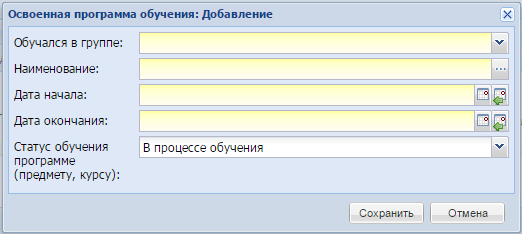 Освоенная программа обучения: Добавление
Обучался в группе:
Наименование:
Дата начала:
Дата окончания:
Статус обучения
программе
(предмету, курсу):
В процессе обучения
Сохранить
Отмена